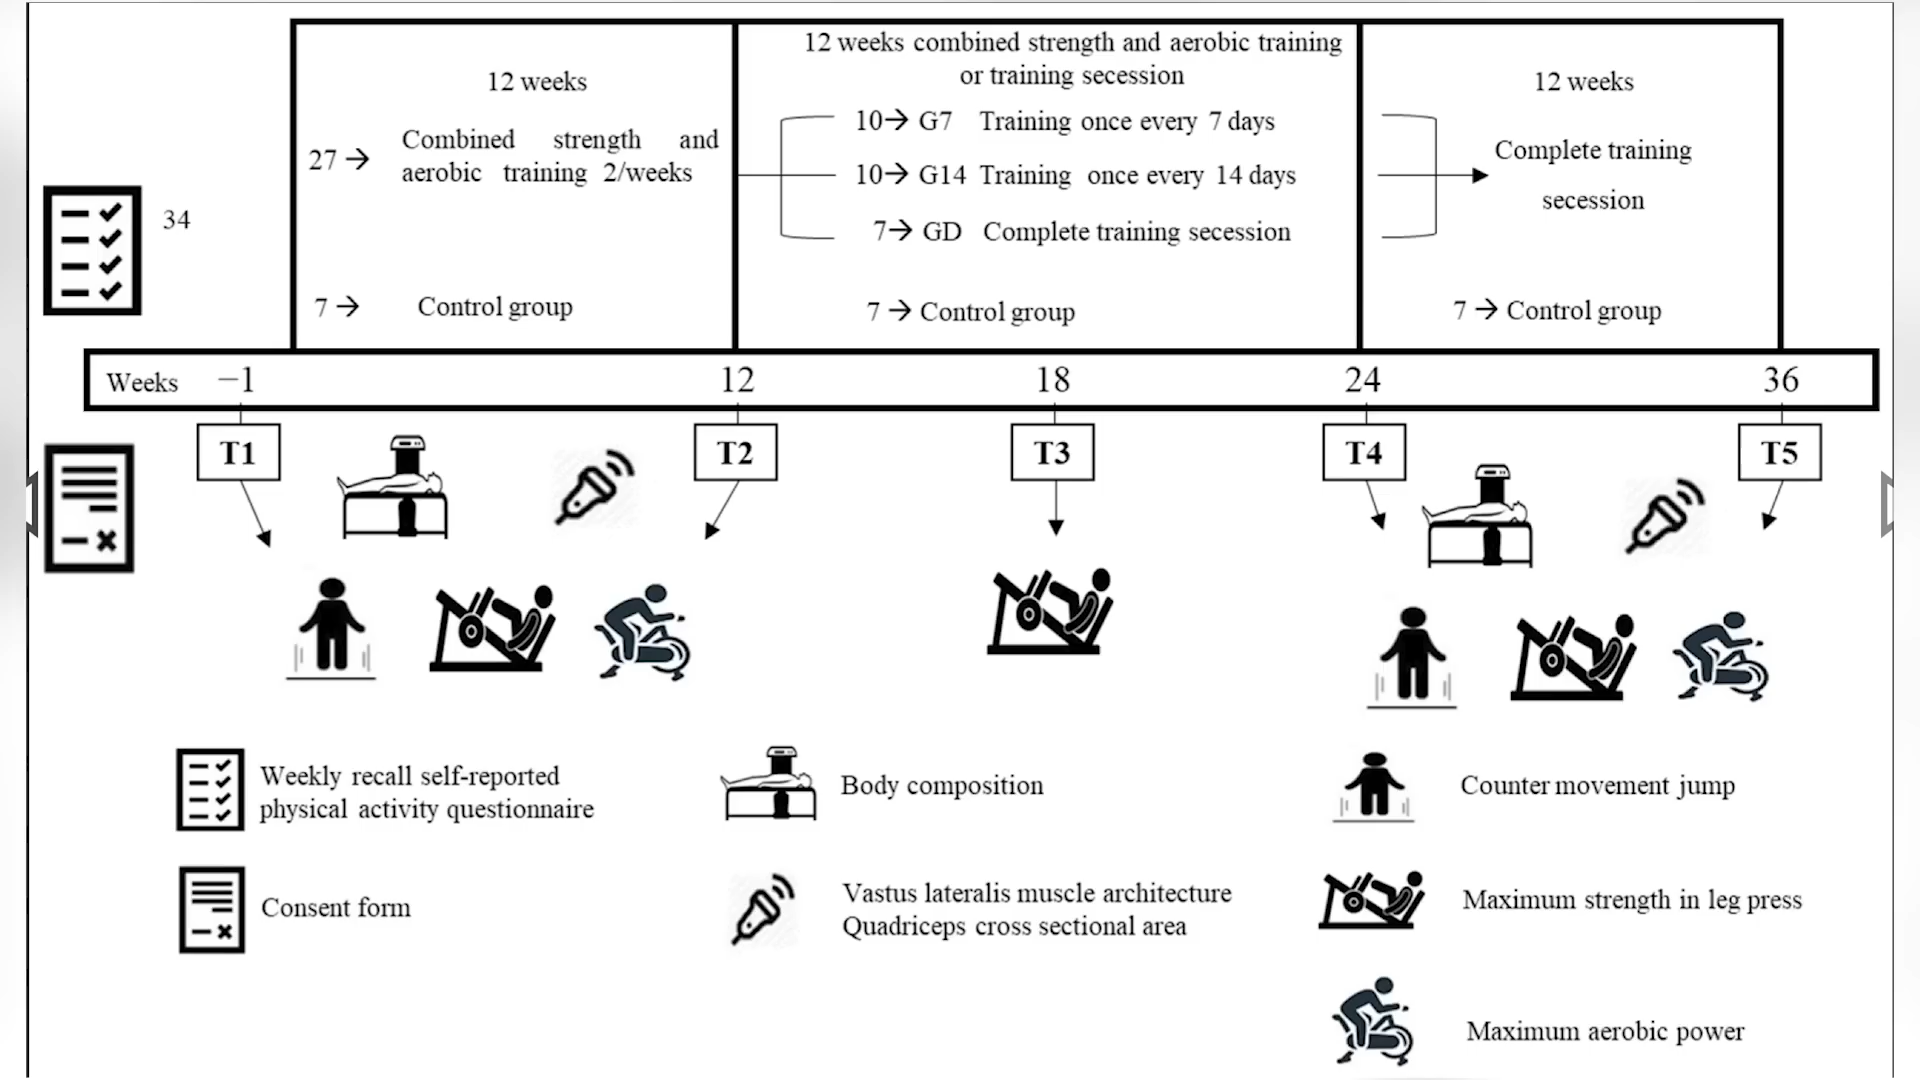 12 weeks
27→ Combined strength and
aerobic training 2/weeks
7→ Control group
12 weeks combined strength and aerobic training
or training secession
10→ G7 Training once every 7 days
10→ G14 Training once every 14 days
7→ GD Complete training secession
7→ Control group
12 weeks
Complete training
secession
7→ Control group
34
Weeks −1 12 18 24 36
T1 T2 T3 T4 T5
Weekly recall self-reported
physical activity questionnaire
Consent form
Body composition
Vastus lateralis muscle architecture
Quadriceps cross sectional area
Counter movement jump
Maximum strength in leg press
Maximum aerobic power